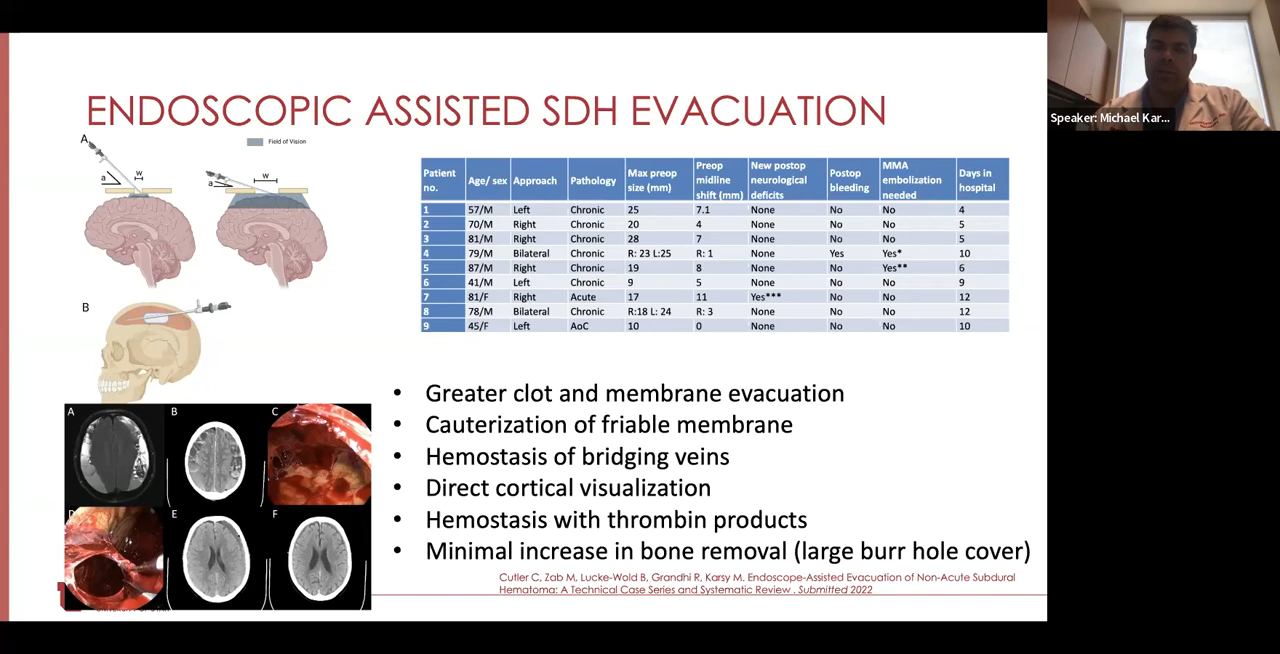 ENDOSCOPIC ASSISTED SDH EVACUATION
Speaker: Michael Kar...
A
Field of Vision
w
a
w
a
B
Patient no. Age/ sex Approach Pathology Max preop size (mm) Preop midline shift (mm) New postop neurological deficits Postop bleeding MMA embolization needed Days in hospital
1 57/M Left Chronic 25 7.1 None No No 4
2 70/M Right Chronic 20 4 None No No 5
3 81/M Right Chronic 28 7 None No No 5
4 79/M Bilateral Chronic R: 23 L:25 R: 1 None Yes Yes* 10
5 87/M Right Chronic 19 8 None No Yes** 6
6 41/M Left Chronic 9 5 None No No 9
7 81/F Right Acute 17 11 Yes*** No No 12
8 78/M Bilateral Chronic R:18 L: 24 R: 3 None No No 12
9 45/F Left AoC 10 0 None No No 10
• Greater clot and membrane evacuation
• Cauterization of friable membrane
• Hemostasis of bridging veins
• Direct cortical visualization
• Hemostasis with thrombin products
• Minimal increase in bone removal (large burr hole cover)
A B C
D E F
Cutler C, Zab M, Lucke-Wold B, Grandhi R, Karsy M. Endoscope-Assisted Evacuation of Non-Acute Subdural
Hematoma: A Technical Case Series and Systematic Review . Submitted 2022